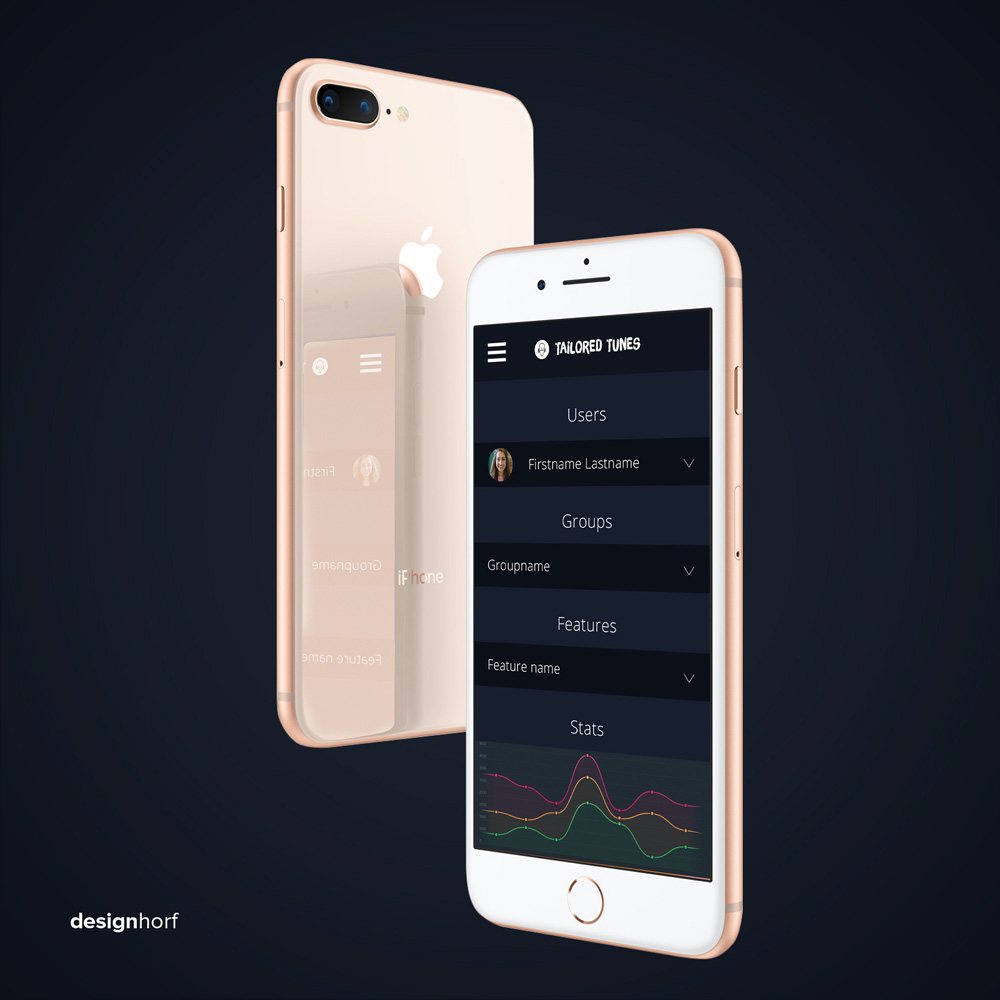 TAILORED TUNES
Users
Firstname Lastname
Groups
Groupname
Features
Feature name
Stats
iPhone
Firstn
Groupname
Feature name
designhorf